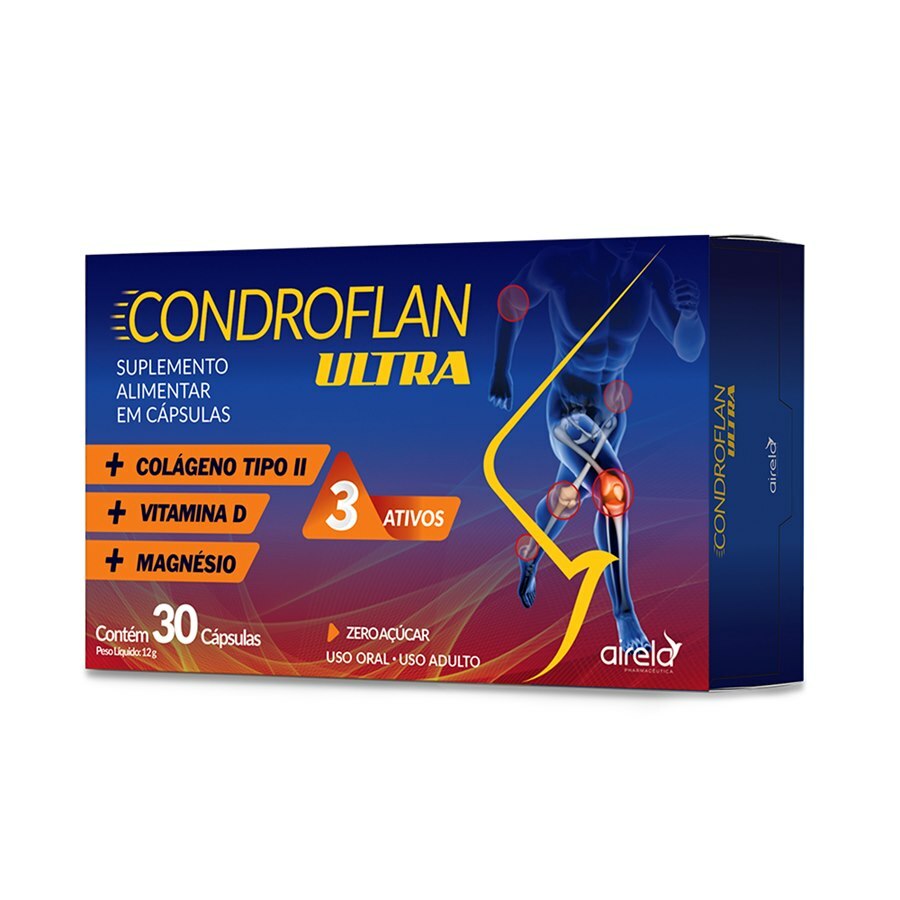 CONDROFLAN
ULTRA
SUPLEMENTO
ALIMENTAR
EM CÁPSULAS
+ COLÁGENO TIPO II
+ VITAMINA D
+ MAGNÉSIO
3 ATIVOS
Contém 30 Cápsulas
Peso Líquido: 12 g
ZERO AÇÚCAR
USO ORAL • USO ADULTO
airela
PHARMACÊUTICA
CONDROFLAN
ULTRA
airela